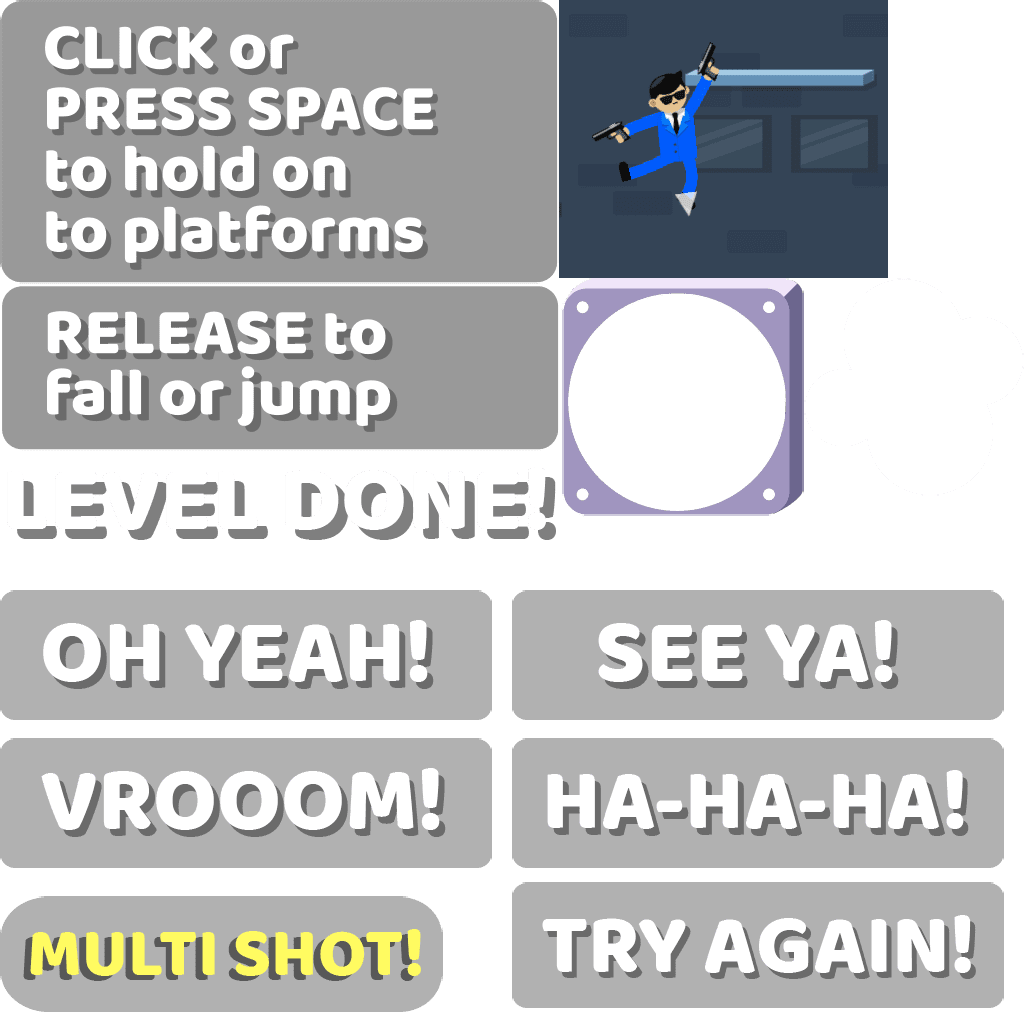 CLICK or
PRESS SPACE
to hold on
to platforms
RELEASE to
fall or jump
LEVEL DONE!
OH YEAH!
SEE YA!
VROOOM!
HA-HA-HA!
MULTI SHOT!
TRY AGAIN!